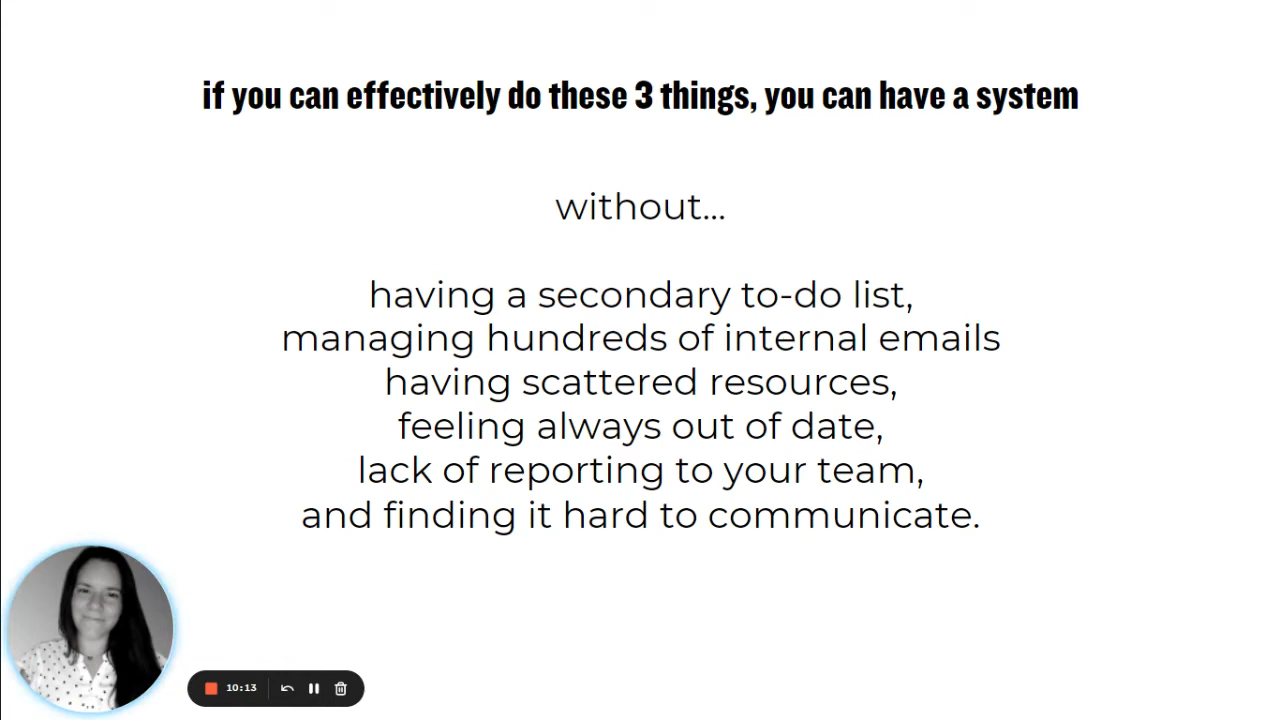 if you can effectively do these 3 things, you can have a system
without...
having a secondary to-do list,
managing hundreds of internal emails
having scattered resources,
feeling always out of date,
lack of reporting to your team,
and finding it hard to communicate.
10:13